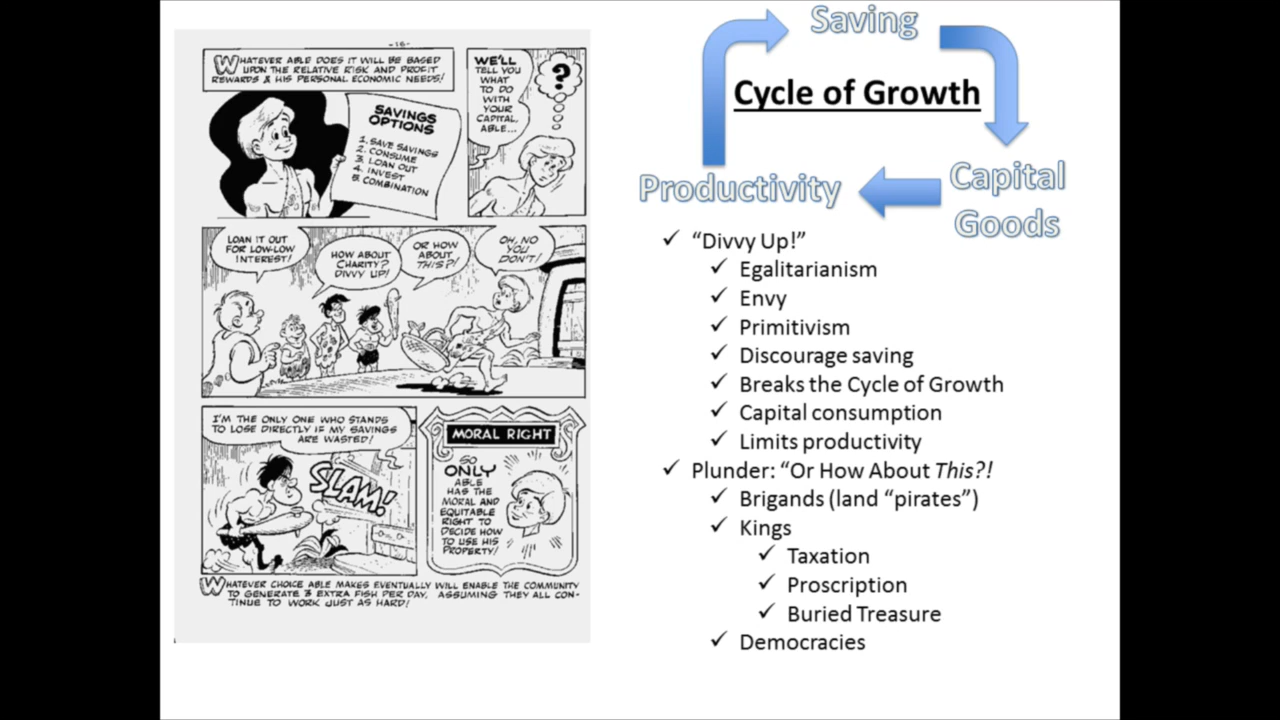 -16-
WHATEVER ABLE DOES IT WILL BE BASED
UPON THE RELATIVE RISK AND PROFIT
REWARDS & HIS PERSONAL ECONOMIC NEEDS!
SAVINGS
OPTIONS
1. SAVE SAVINGS
2. CONSUME
3. LOAN OUT
4. INVEST
5. COMBINATION
WE'LL
TELL YOU
WHAT
TO DO
WITH
YOUR
CAPITAL,
ABLE...
?
LOAN IT OUT
FOR LOW-LOW
INTEREST!
HOW ABOUT
CHARITY?
DIVVY UP!
OR HOW
ABOUT
THIS?!
OH, NO
YOU
DON'T!
I'M THE ONLY ONE WHO STANDS
TO LOSE DIRECTLY IF MY SAVINGS
ARE WASTED!
SLAM!
MORAL RIGHT
SO
ONLY
ABLE
HAS THE
MORAL AND
EQUITABLE
RIGHT TO
DECIDE HOW
TO USE HIS
PROPERTY!
WHATEVER CHOICE ABLE MAKES EVENTUALLY WILL ENABLE THE COMMUNITY
TO GENERATE 3 EXTRA FISH PER DAY, ASSUMING THEY ALL CON-
TINUE TO WORK JUST AS HARD!
Saving
Cycle of Growth
Productivity
Capital
Goods
✓ “Divvy Up!”
✓ Egalitarianism
✓ Envy
✓ Primitivism
✓ Discourage saving
✓ Breaks the Cycle of Growth
✓ Capital consumption
✓ Limits productivity
✓ Plunder: “Or How About This?!
✓ Brigands (land “pirates”)
✓ Kings
✓ Taxation
✓ Proscription
✓ Buried Treasure
✓ Democracies